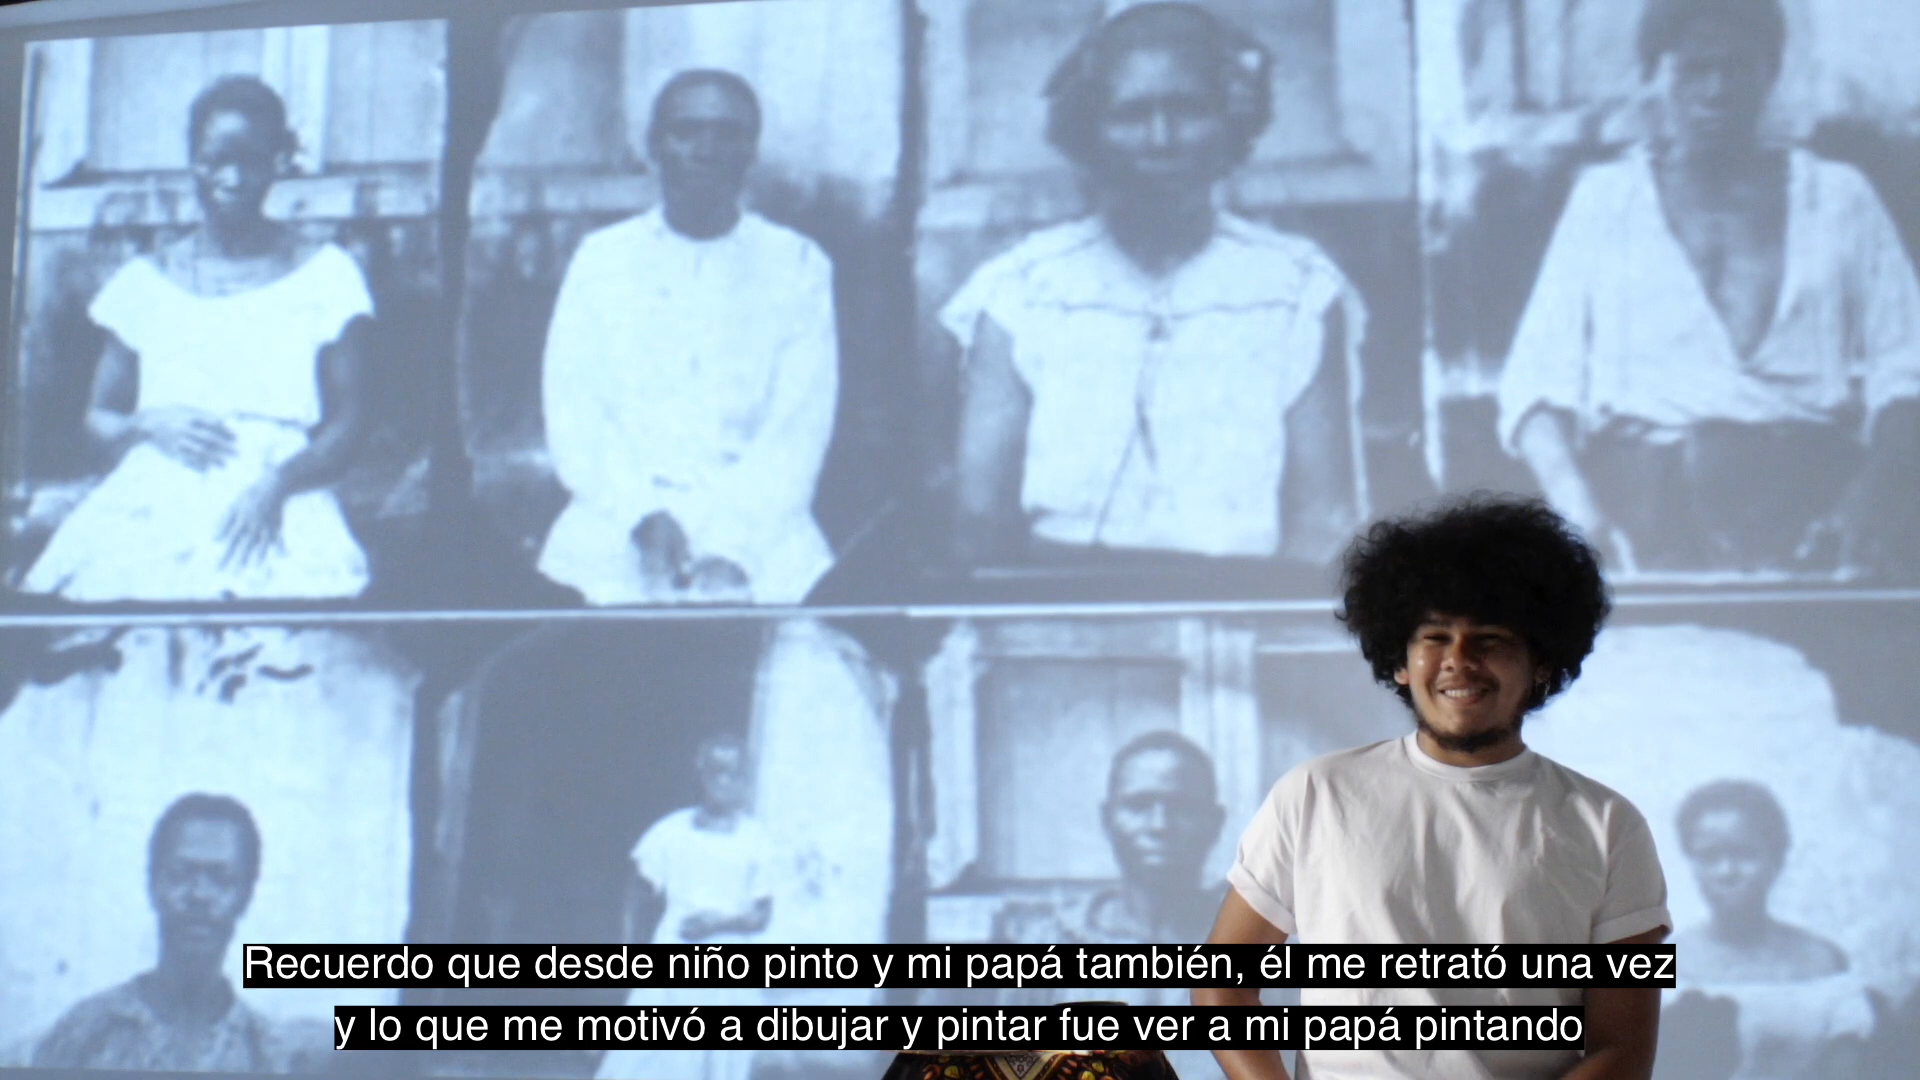 Recuerdo que desde niño pinto y mi papá también, él me retrató una vez
y lo que me motivó a dibujar y pintar fue ver a mi papá pintando